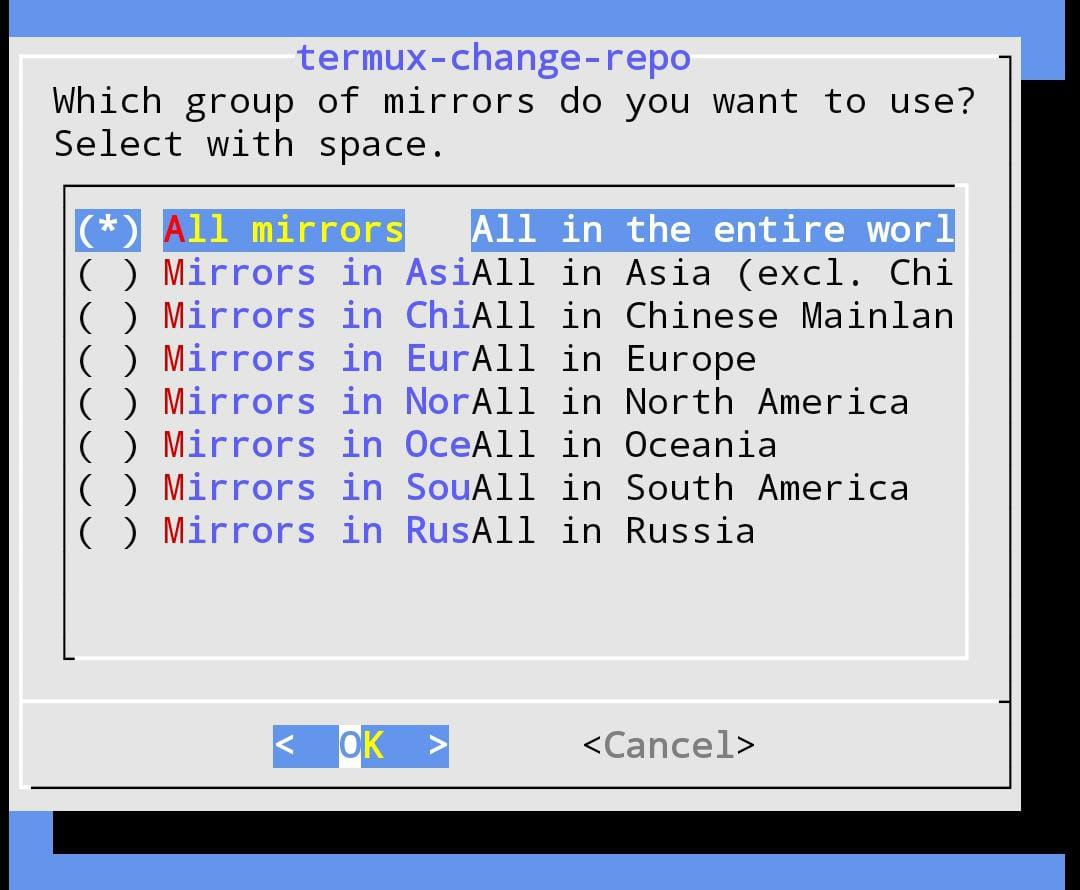 termux-change-repo
Which group of mirrors do you want to use?
Select with space.
(*) All mirrors All in the entire worl
( ) Mirrors in AsiAll in Asia (excl. Chi
( ) Mirrors in ChiAll in Chinese Mainlan
( ) Mirrors in EurAll in Europe
( ) Mirrors in NorAll in North America
( ) Mirrors in OceAll in Oceania
( ) Mirrors in SouAll in South America
( ) Mirrors in RusAll in Russia
< OK > <Cancel>